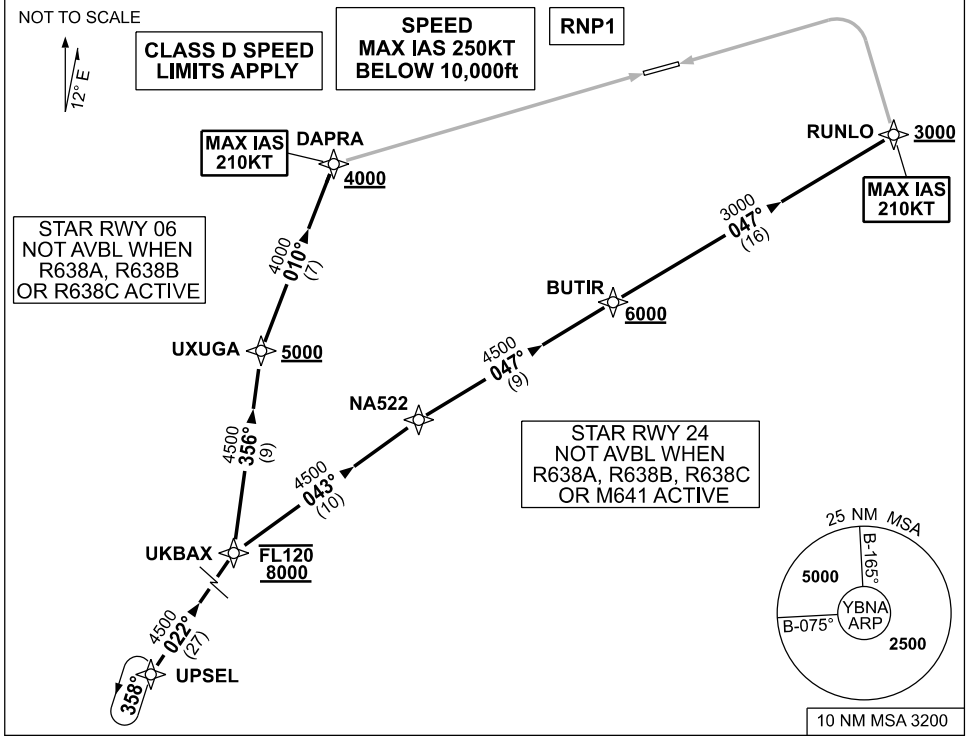 NOT TO SCALE
12° E
CLASS D SPEED
LIMITS APPLY
SPEED
MAX IAS 250KT
BELOW 10,000ft
RNP1
MAX IAS
210KT
DAPRA
4000
RUNLO
3000
MAX IAS
210KT
STAR RWY 06
NOT AVBL WHEN
R638A, R638B
OR R638C ACTIVE
4000
010°
(7)
3000
047°
(16)
BUTIR
6000
UXUGA
5000
4500
047°
(9)
NA522
4500
356°
(9)
4500
043°
(10)
STAR RWY 24
NOT AVBL WHEN
R638A, R638B, R638C
OR M641 ACTIVE
UKBAX
FL120
8000
4500
022°
(27)
UPSEL
358°
25 NM MSA
B-165°
5000
YBNA
ARP
B-075°
2500
10 NM MSA 3200